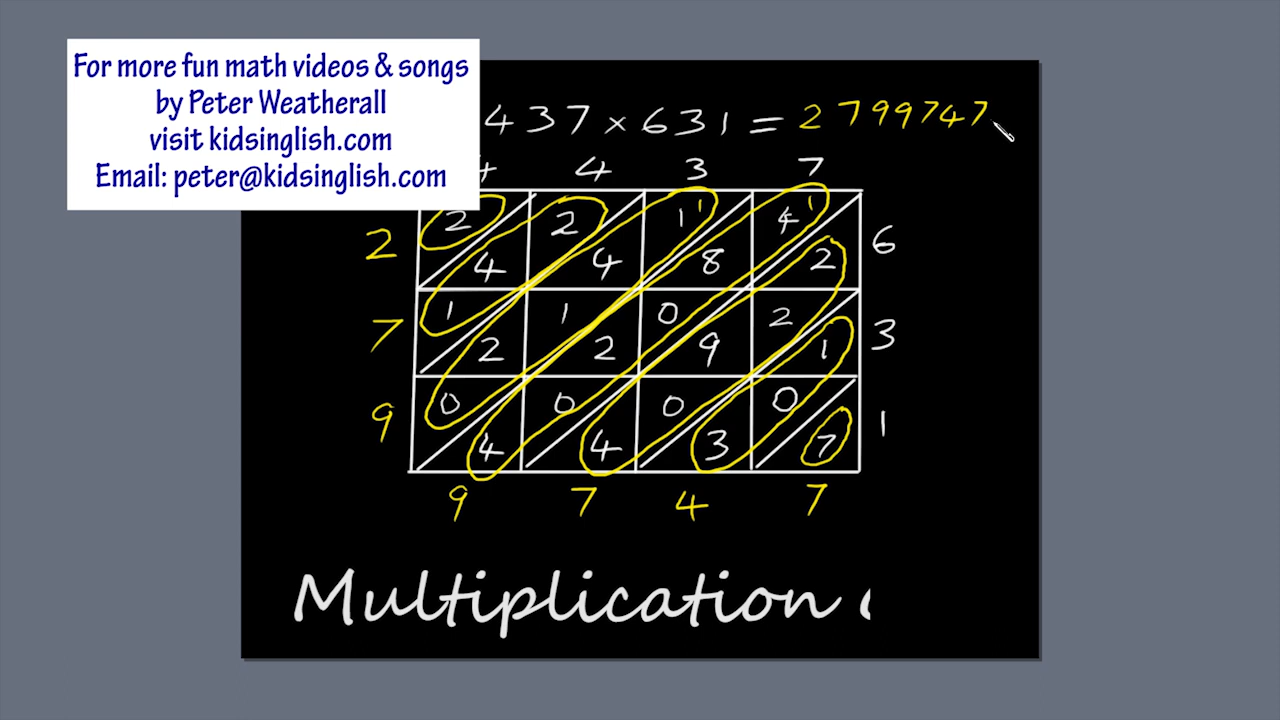 For more fun math videos & songs
by Peter Weatherall
visit kidsinglish.com
Email: peter@kidsinglish.com
437 × 631 = 2799747
4 4 3 7
2 2 1 1 4 1
2 6
4 4 8 2
1 1 0 2
7 3
2 2 9 1
0 0 0 0
9 1
4 4 3 7
9 7 4 7
Multiplication